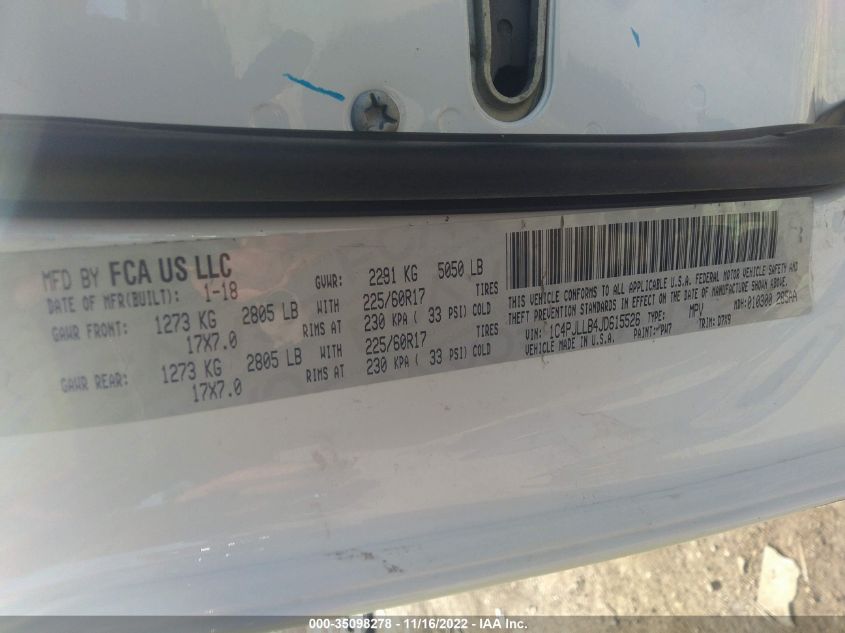 MFD BY FCA US LLC
DATE OF MFR(BUILT): 1-18
GVWR: 2291 KG 5050 LB
GAWR FRONT: 1273 KG 2805 LB WITH 225/60R17 TIRES
17X7.0 RIMS AT 230 KPA ( 33 PSI) COLD
GAWR REAR: 1273 KG 2805 LB WITH 225/60R17 TIRES
17X7.0 RIMS AT 230 KPA ( 33 PSI) COLD
THIS VEHICLE CONFORMS TO ALL APPLICABLE U.S.A. FEDERAL MOTOR VEHICLE SAFETY AND
THEFT PREVENTION STANDARDS IN EFFECT ON THE DATE OF MANUFACTURE SHOWN ABOVE.
VIN: 1C4PJLLB4JD615526 TYPE: MPV MDH: 010300 285AA
VEHICLE MADE IN U.S.A. PAINT: PW7 TRIM: D7X9
000-35098278 - 11/16/2022 - IAA Inc.